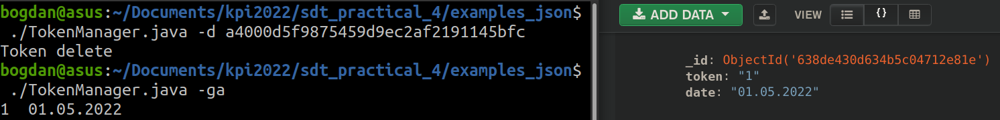 bogdan@asus:~/Documents/kpi2022/sdt_practical_4/examples_json$
./TokenManager.java -d a4000d5f9875459d9ec2af2191145bfc
Token delete
bogdan@asus:~/Documents/kpi2022/sdt_practical_4/examples_json$
./TokenManager.java -ga
1  01.05.2022
ADD DATA VIEW {}
_id: ObjectId('638de430d634b5c04712e81e')
token: "1"
date: "01.05.2022"